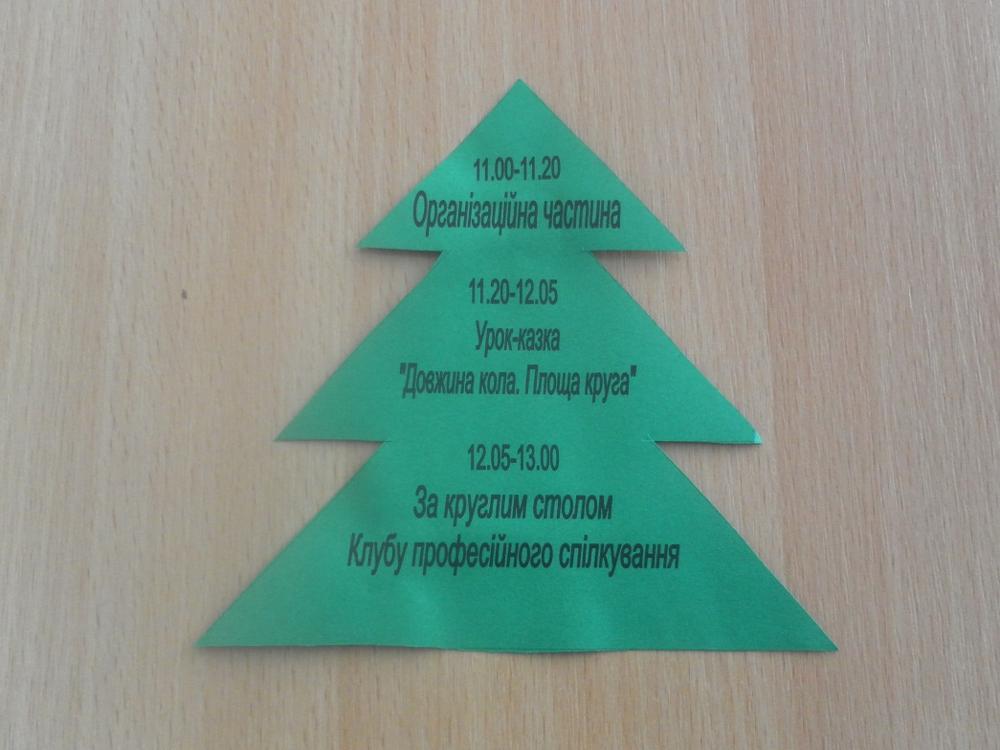 11.00-11.20
Організаційна частина
11.20-12.05
Урок-казка
"Довжина кола. Площа круга"
12.05-13.00
За круглим столом
Клубу професійного спілкування